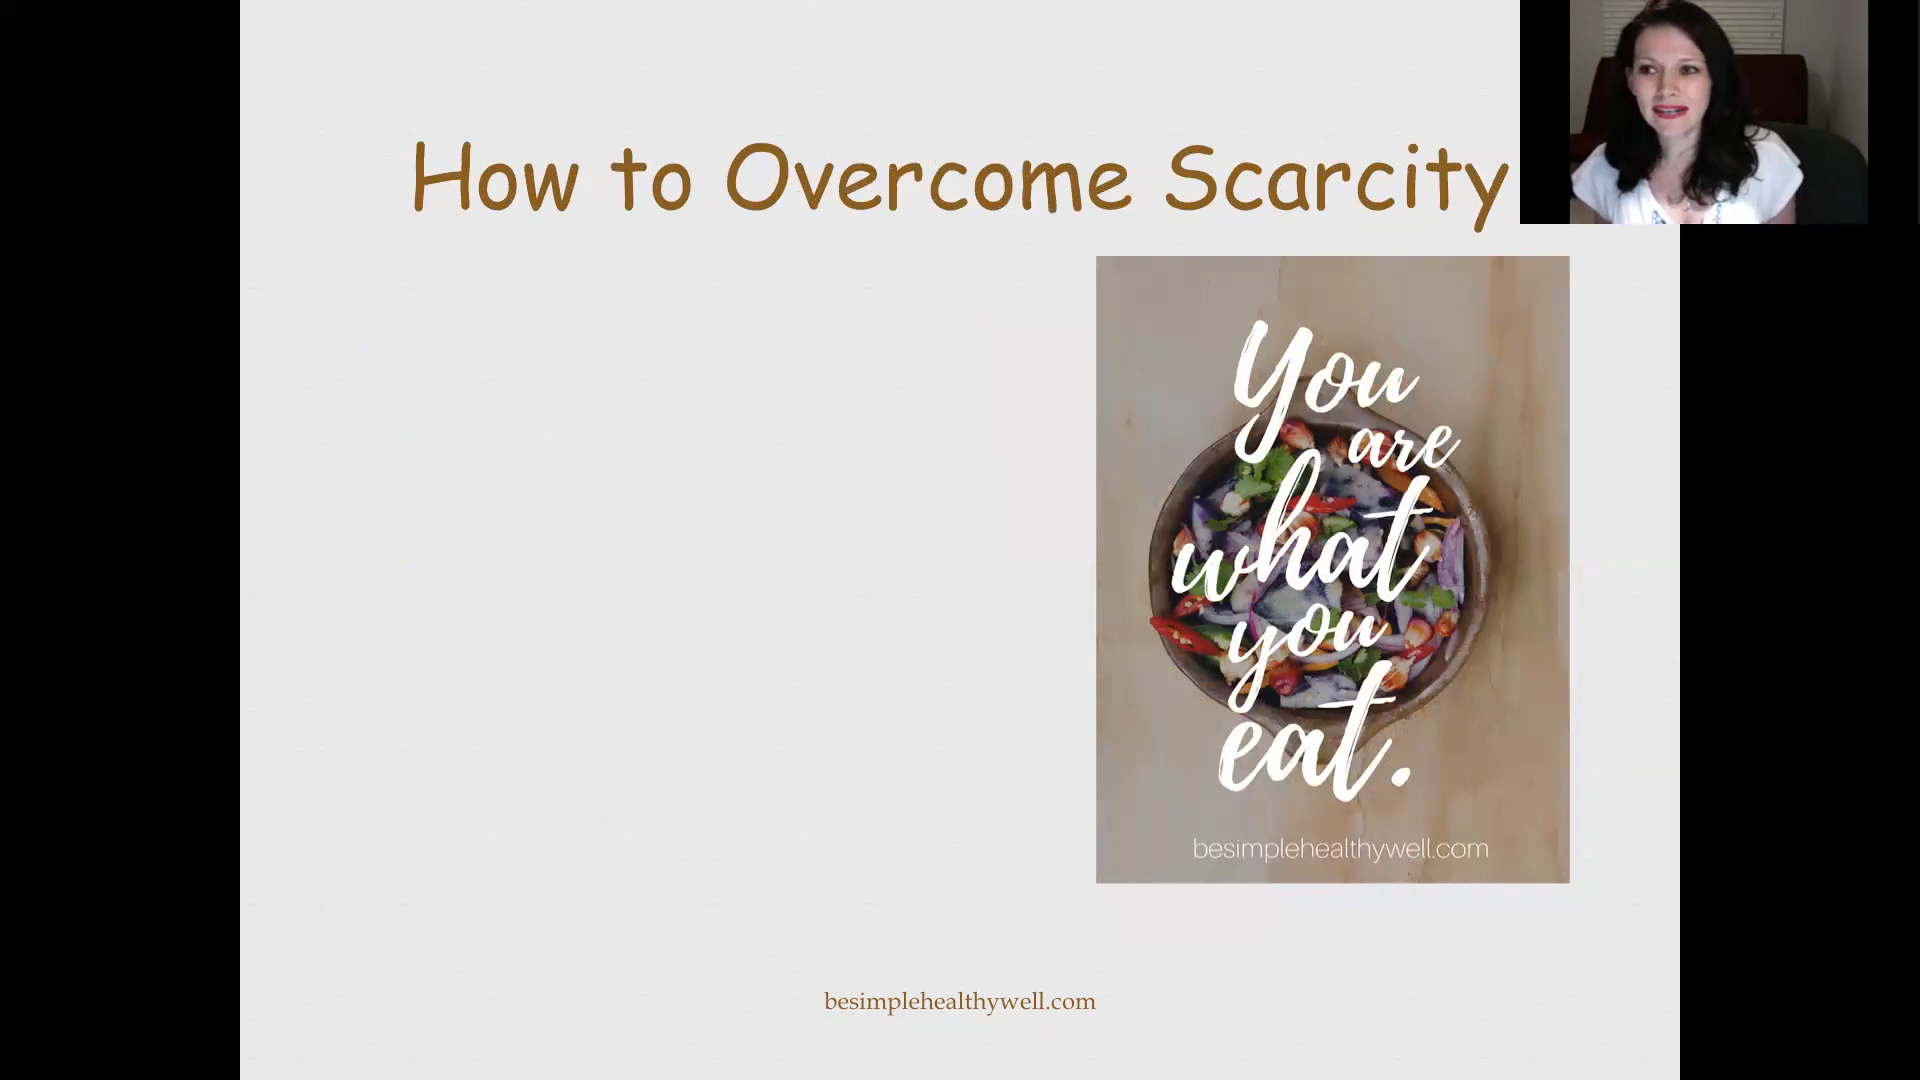 How to Overcome Scarcity
You
are
what
you
eat.
besimplehealthywell.com
besimplehealthywell.com